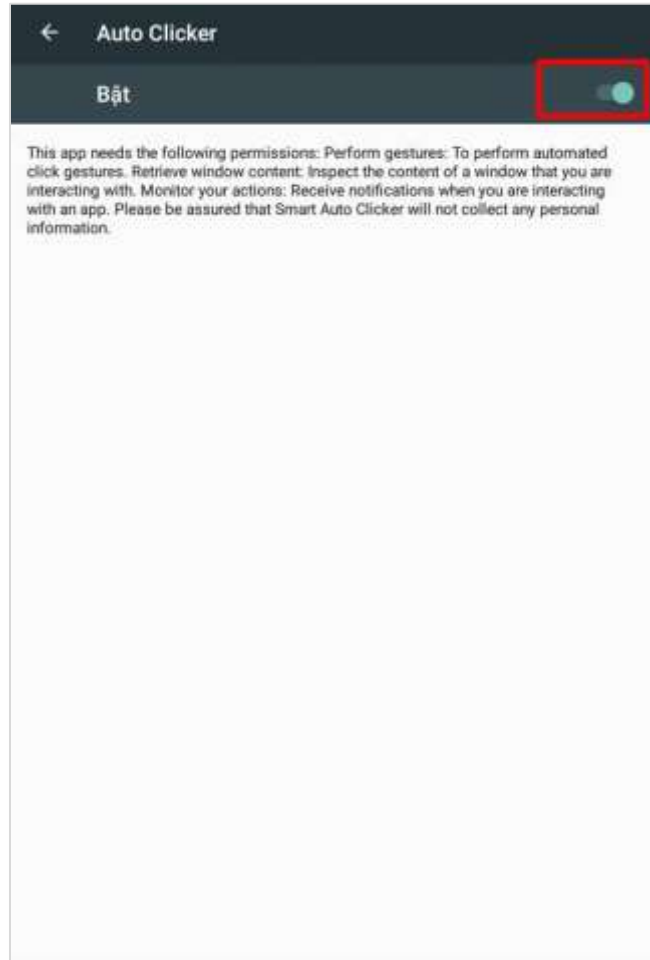 Auto Clicker
Bật
This app needs the following permissions: Perform gestures: To perform automated
click gestures. Retrieve window content: Inspect the content of a window that you are
interacting with. Monitor your actions: Receive notifications when you are interacting
with an app. Please be assured that Smart Auto Clicker will not collect any personal
information.